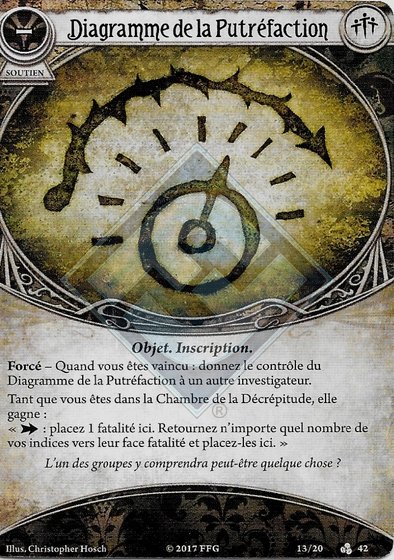 Diagramme de la Putréfaction
SOUTIEN
Objet. Inscription.
Forcé – Quand vous êtes vaincu : donnez le contrôle du
Diagramme de la Putréfaction à un autre investigateur.
Tant que vous êtes dans la Chambre de la Décrépitude, elle
gagne :
« : placez 1 fatalité ici. Retournez n'importe quel nombre de
vos indices vers leur face fatalité et placez-les ici. »
L'un des groupes y comprendra peut-être quelque chose ?
®
Illus. Christopher Hosch © 2017 FFG 13/20 42